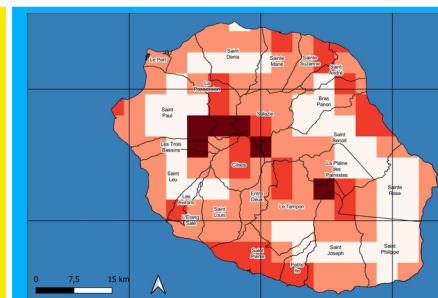 Saint
Denis
Sainte
Marie
Sainte
Suzanne
Le Port
Saint
André
La
Possession
Bras
Panon
Saint
Paul
Salazie
Saint
Benoit
Les Trois
Bassins
Cilaos
La Plaine
des
Palmistes
Saint
Leu
Sainte
Rose
Les
Avirons
Entre
Deux
L'Etang
Salé
Saint
Louis
Le Tampon
Saint
Pierre
Saint
Joseph
Saint
Philippe
Petite
Ile
0 7,5 15 km